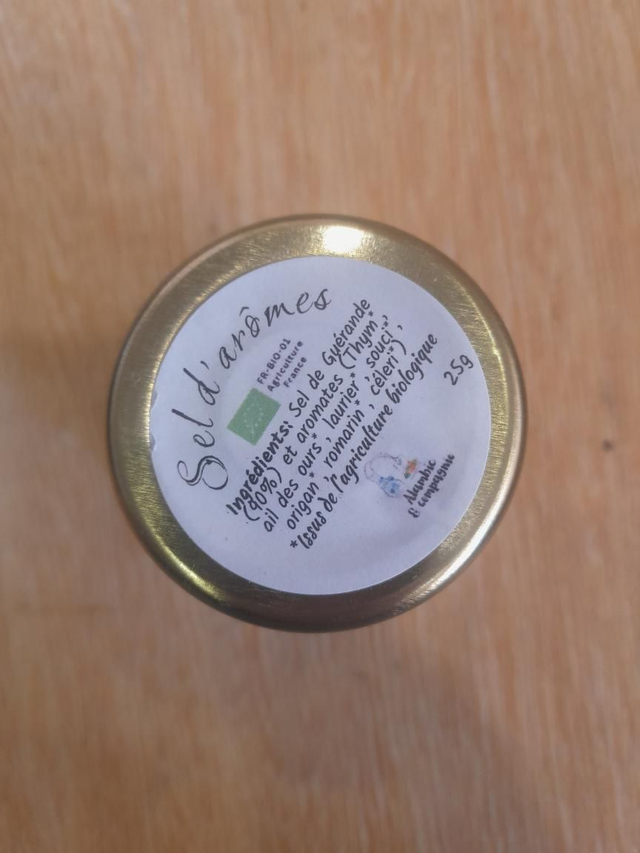 Sel d'arômes
FR-BIO-01
Agriculture
France
Ingrédients: Sel de Guérande
(90%) et aromates (Thym*,
ail des ours*, laurier*, souci*,
origan*, romarin*, céleri*)
*Issus de l'agriculture biologique
25g
Alambic
& compagnie